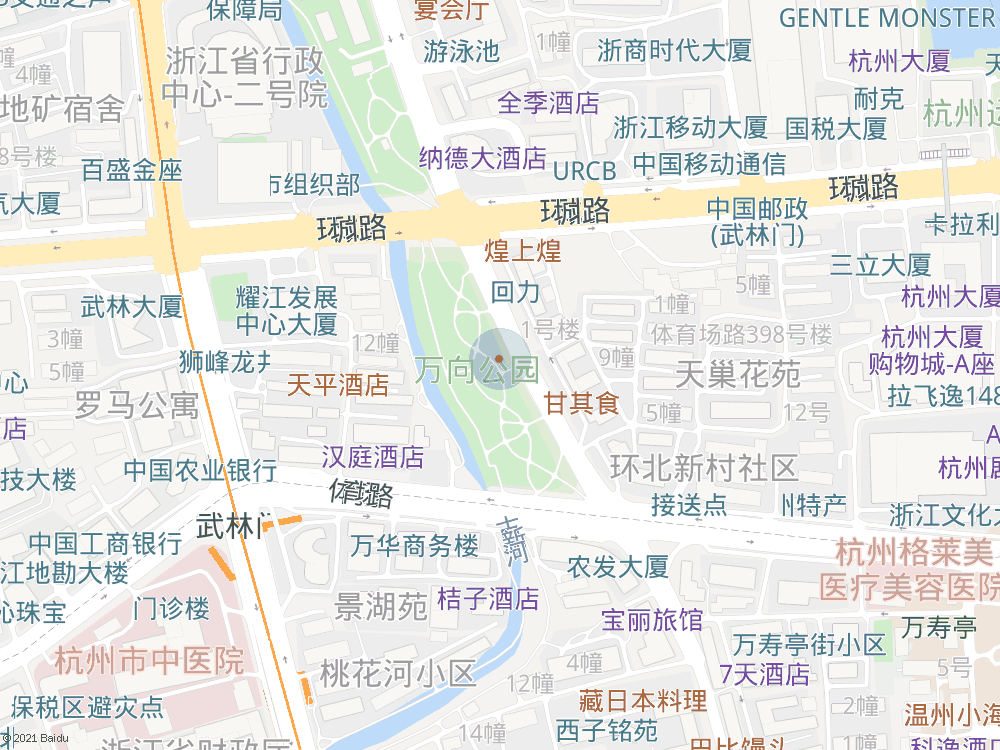 保障局
宴会厅
GENTLE MONSTER
游泳池
1幢
浙商时代大厦
杭州大厦
浙江省行政
中心-二号院
4幢
地矿宿舍
全季酒店
耐克
浙江移动大厦
国税大厦
8号楼
百盛金座
纳德大酒店
URCB
中国移动通信
市组织部
环城路
环城路
环城路
中国邮政
(武林门)
卡拉利
煌上煌
三立大厦
回力
5幢
杭州大厦
武林大厦
耀江发展
中心大厦
1幢
1号楼
体育场路398号楼
3幢
12幢
9幢
杭州大厦
购物城-A座
狮峰龙井
万向公园
天巢花苑
5幢
天平酒店
拉飞逸148
罗马公寓
甘其食
5幢
12号
汉庭酒店
技大楼
中国农业银行
环北新村社区
体育路
接送点
州特产
浙江文化大
武林门
上新河
中国工商银行
万华商务楼
杭州格莱美
医疗美容医院
江地勘大楼
农发大厦
桔子酒店
景湖苑
门诊楼
沁珠宝
宝丽旅馆
万寿亭
万寿亭街小区
杭州市中医院
4幢
5号
桃花河小区
7天酒店
12幢
保税区避灾点
藏日本料理
2幢
温州小海
14幢
西子铭苑
浙江省财政厅
巴比馒头
科逸酒店
© 2021 Baidu